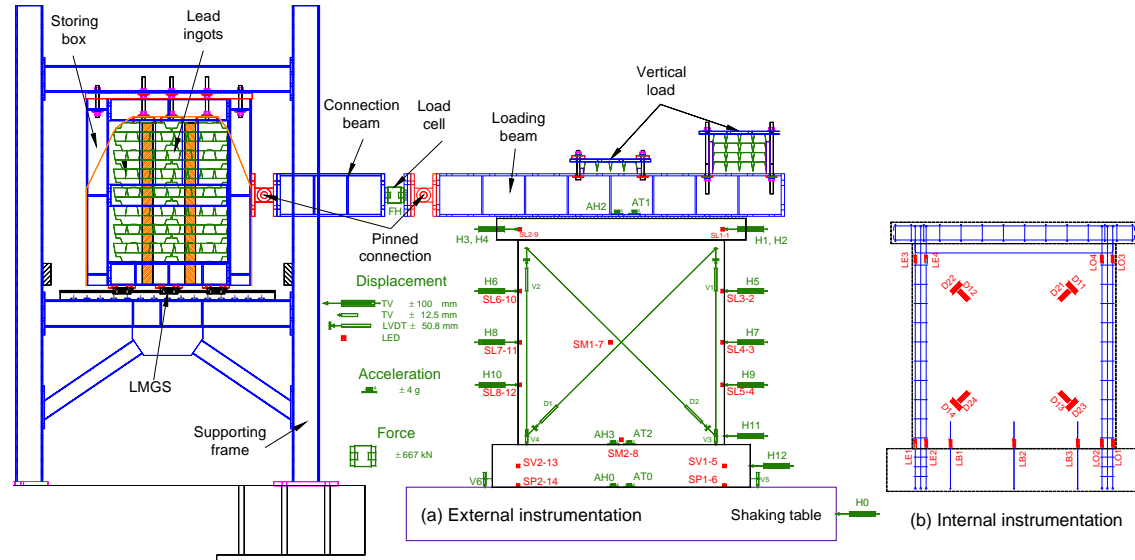 Storing
box
Lead
ingots
Connection
beam
Load
cell
Loading
beam
Vertical
load
AH2
AT1
FH
Pinned
connection
H3, H4
SL2-9
SL1-1
H1, H2
Displacement
TV ±100 mm
TV ± 12.5 mm
LVDT ± 50.8 mm
LED
Acceleration
± 4 g
Force
±667 kN
LMGS
Supporting
frame
H6
SL6-10
V2
V1
H5
SL3-2
H8
SL7-11
SM1-7
H7
SL4-3
H10
SL8-12
H9
SL5-4
D1
D2
V4
V3
H11
AH3
AT2
SM2-8
SV2-13
SV1-5
H12
V6
SP2-14
AH0
AT0
SP1-6
V5
(a) External instrumentation
Shaking table
H0
LE3
LE4
LO4
LO3
D22
D12
D21
D11
D14
D24
D13
D23
LE1
LE2
LB1
LB2
LB3
LO2
LO1
(b) Internal instrumentation